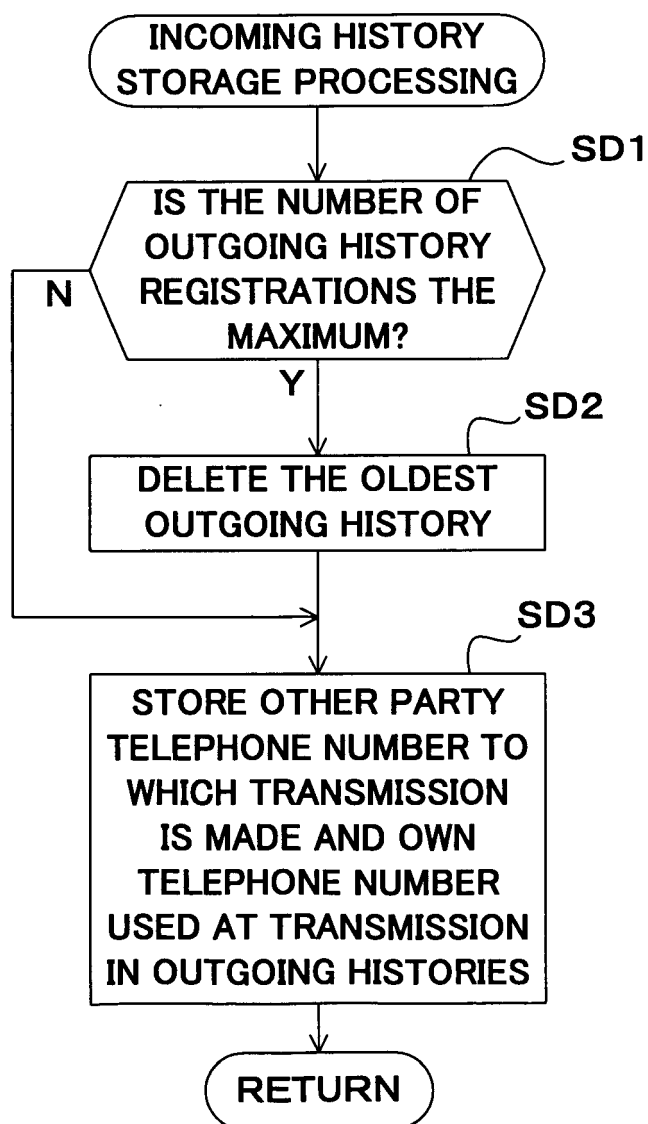 INCOMING HISTORY
STORAGE PROCESSING
SD1
IS THE NUMBER OF
OUTGOING HISTORY
REGISTRATIONS THE
MAXIMUM?
N
Y
SD2
DELETE THE OLDEST
OUTGOING HISTORY
SD3
STORE OTHER PARTY
TELEPHONE NUMBER TO
WHICH TRANSMISSION
IS MADE AND OWN
TELEPHONE NUMBER
USED AT TRANSMISSION
IN OUTGOING HISTORIES
RETURN